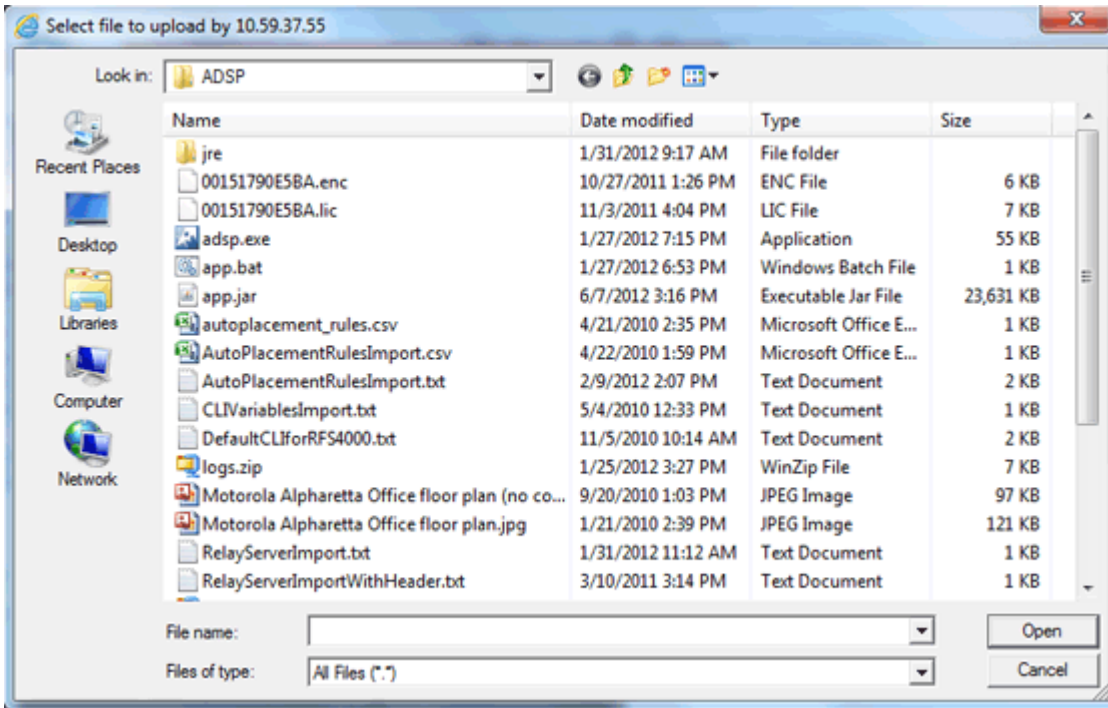 Select file to upload by 10.59.37.55
Look in: ADSP
Name Date modified Type Size
jre 1/31/2012 9:17 AM File folder
00151790E5BA.enc 10/27/2011 1:26 PM ENC File 6 KB
00151790E5BA.lic 11/3/2011 4:04 PM LIC File 7 KB
adsp.exe 1/27/2012 7:15 PM Application 55 KB
app.bat 1/27/2012 6:53 PM Windows Batch File 1 KB
app.jar 6/7/2012 3:16 PM Executable Jar File 23,631 KB
autoplacement_rules.csv 4/21/2010 2:35 PM Microsoft Office E... 1 KB
AutoPlacementRulesImport.csv 4/22/2010 1:59 PM Microsoft Office E... 1 KB
AutoPlacementRulesImport.txt 2/9/2012 2:07 PM Text Document 2 KB
CLIVariablesImport.txt 5/4/2010 12:33 PM Text Document 1 KB
DefaultCLIforRFS4000.txt 11/5/2010 10:14 AM Text Document 2 KB
logs.zip 1/25/2012 3:27 PM WinZip File 7 KB
Motorola Alpharetta Office floor plan (no co... 9/20/2010 1:03 PM JPEG Image 97 KB
Motorola Alpharetta Office floor plan.jpg 1/21/2010 2:39 PM JPEG Image 121 KB
RelayServerImport.txt 1/31/2012 11:12 AM Text Document 1 KB
RelayServerImportWithHeader.txt 3/10/2011 3:14 PM Text Document 1 KB
Recent Places
Desktop
Libraries
Computer
Network
File name: Open
Files of type: All Files (*.*) Cancel